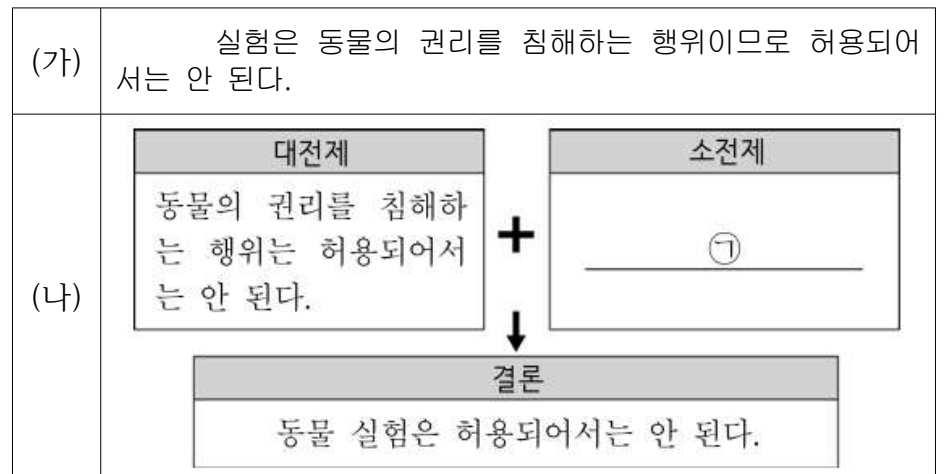 (가)
실험은 동물의 권리를 침해하는 행위이므로 허용되어
서는 안 된다.
(나)
대전제
동물의 권리를 침해하
는 행위는 허용되어서
는 안 된다.
+
소전제
㉠
결론
동물 실험은 허용되어서는 안 된다.